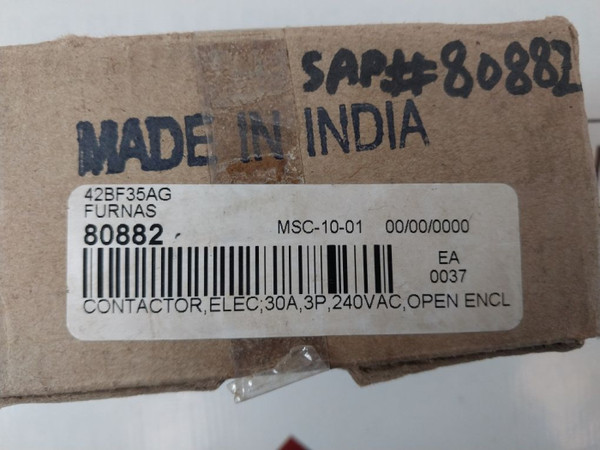 SAP#80882
MADE IN INDIA
42BF35AG
FURNAS
80882 MSC-10-01 00/00/0000
EA
0037
CONTACTOR,ELEC;30A,3P,240VAC,OPEN ENCL